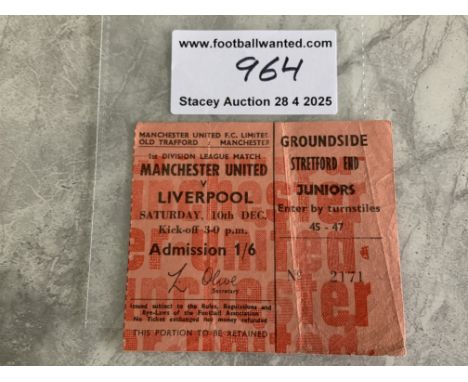 www.footballwanted.com
964
Stacey Auction 28 4 2025
MANCHESTER UNITED F.C. LIMITE
OLD TRAFFORD : MANCHESTER
1st DIVISION LEAGUE MATCH
MANCHESTER UNITED
v
LIVERPOOL
SATURDAY, 10th DEC.
Kick-off 3-0 p.m.
Admission 1/6
L. Olive
Secretary
Issued subject to the Rules, Regulations and
Bye-Laws of the Football Association
No Ticket exchanged nor money refunded
THIS PORTION TO BE RETAINED
GROUNDSIDE
STRETFORD END
JUNIORS
Enter by turnstiles
45 - 47
No 2171